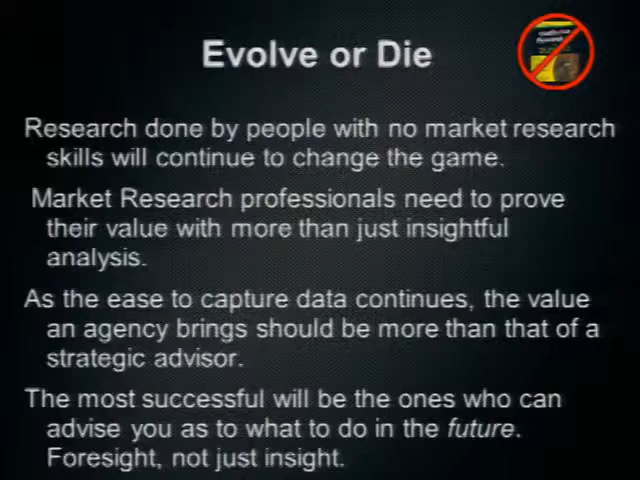 Evolve or Die
Research done by people with no market research
skills will continue to change the game.
Market Research professionals need to prove
their value with more than just insightful
analysis.
As the ease to capture data continues, the value
an agency brings should be more than that of a
strategic advisor.
The most successful will be the ones who can
advise you as to what to do in the future.
Foresight, not just insight.